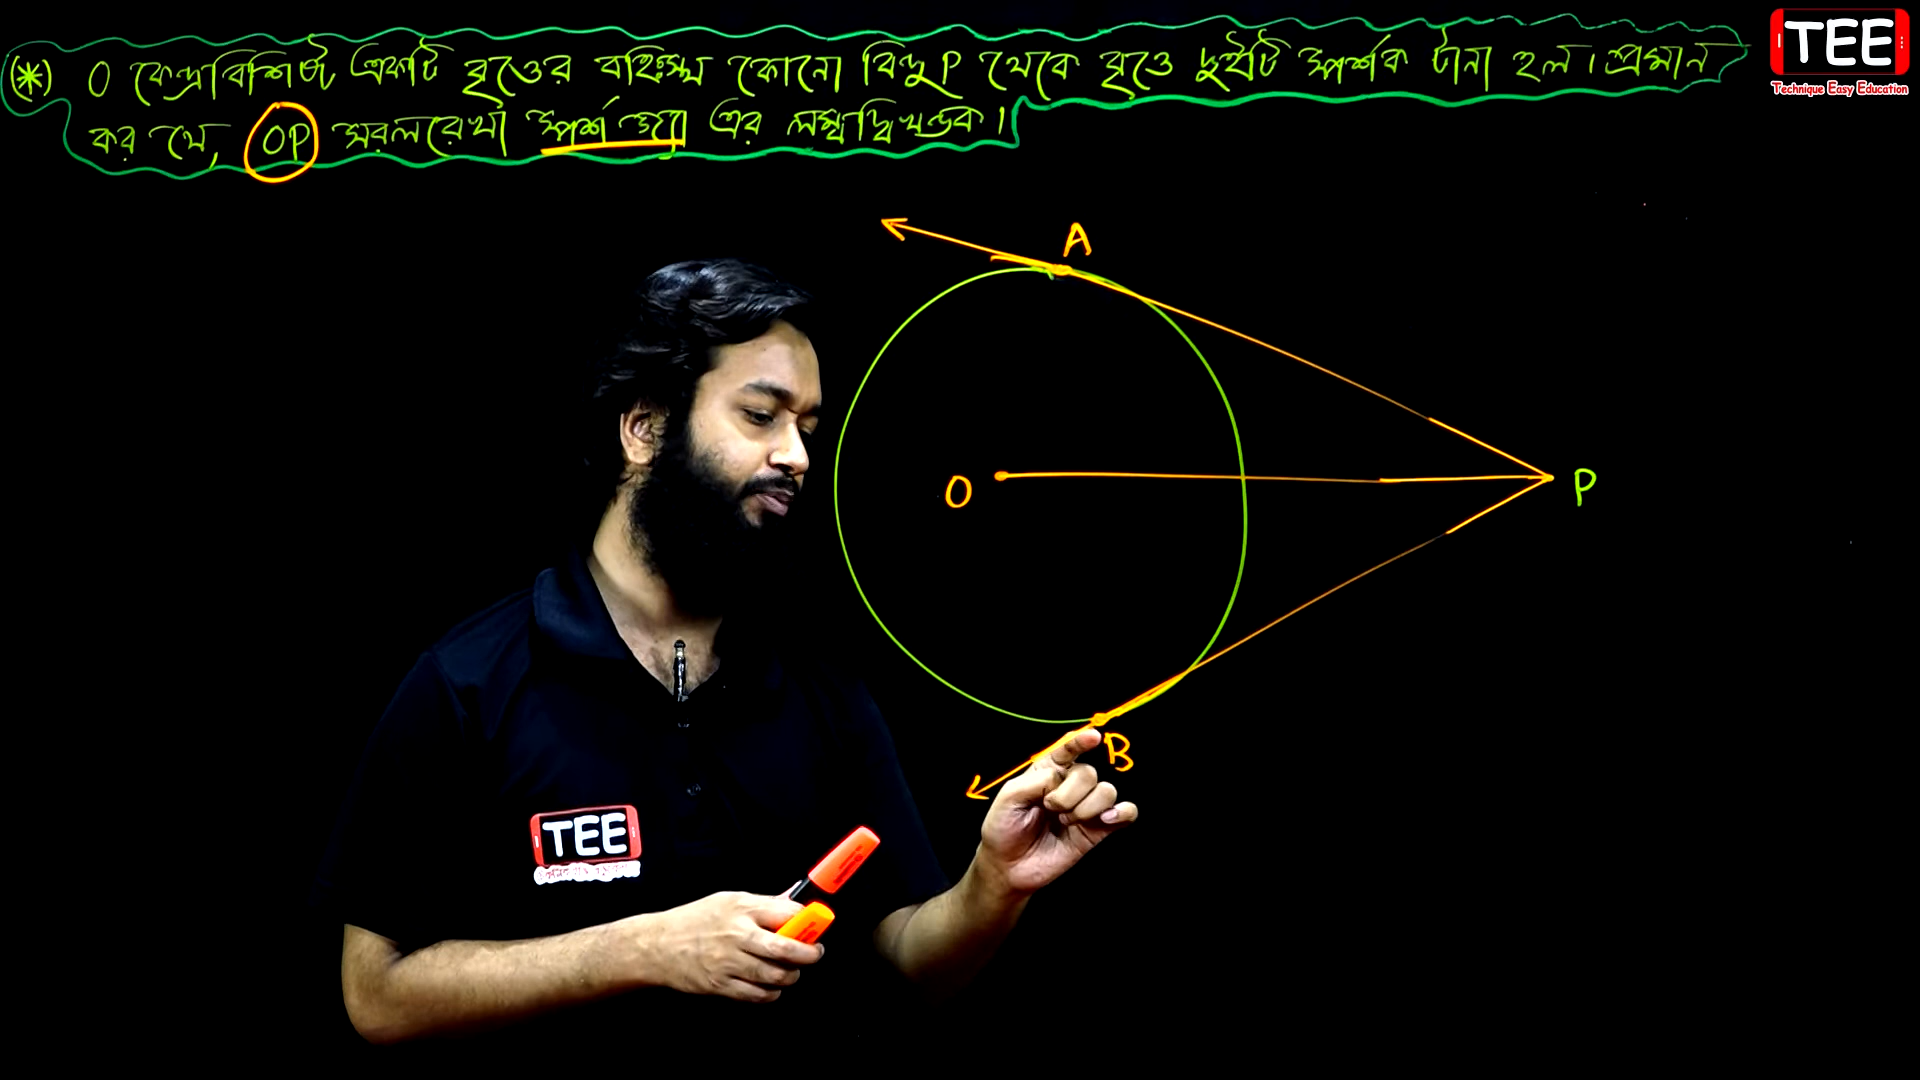 (*) O কেন্দ্রবিশিষ্ট একটি বৃত্তের বহিঃস্থ কোনো বিন্দু P থেকে বৃত্তে দুইটি স্পর্শক টানা হল। প্রমান
কর যে, OP সরলরেখা স্পর্শ জ্যা এর লম্বদ্বিখন্ডক।
TEE
Technique Easy Education
A
O
P
B
TEE